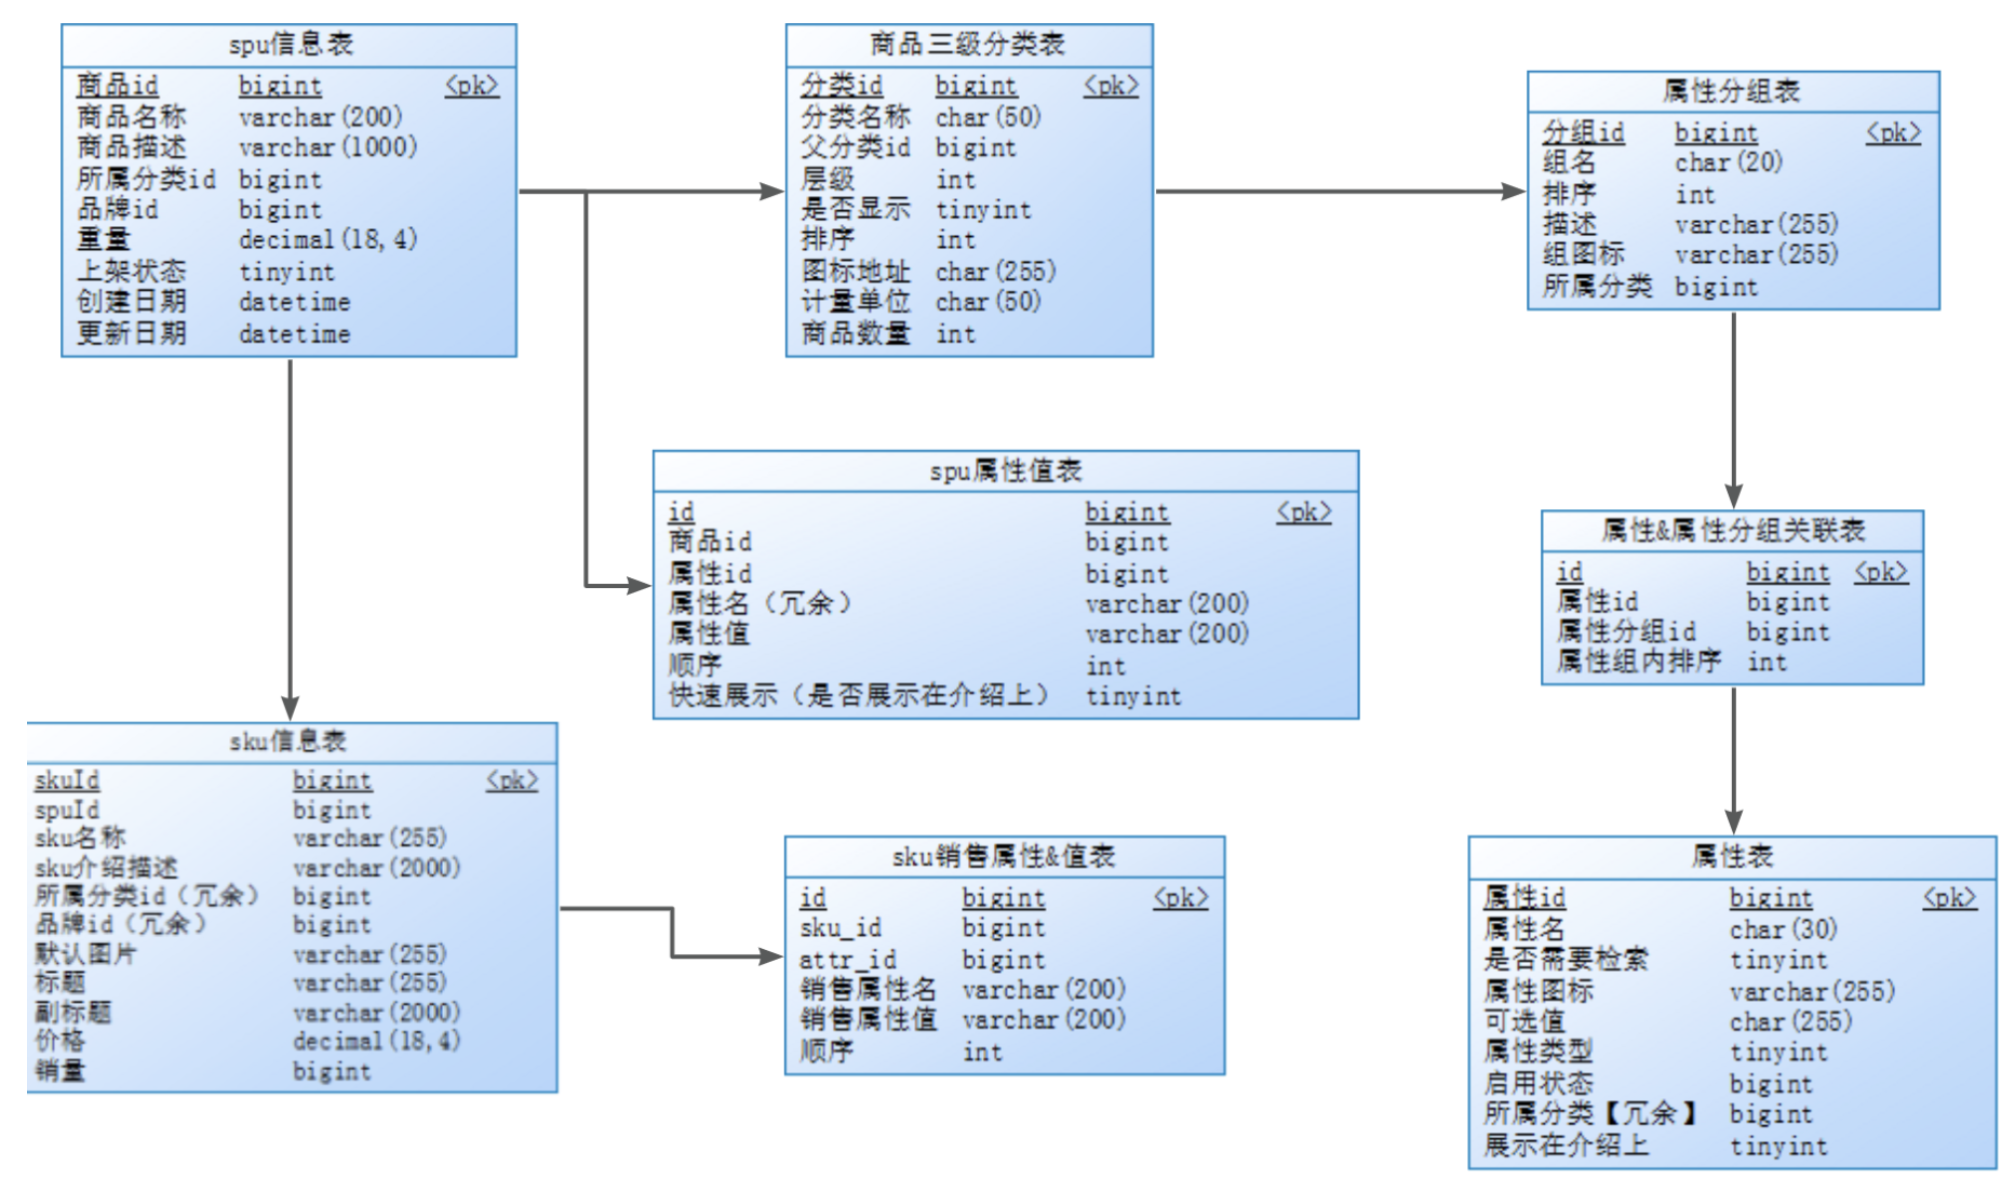 spu信息表
商品id bigint <pk>
商品名称 varchar(200)
商品描述 varchar(1000)
所属分类id bigint
品牌id bigint
重量 decimal(18,4)
上架状态 tinyint
创建日期 datetime
更新日期 datetime
商品三级分类表
分类id bigint <pk>
分类名称 char(50)
父分类id bigint
层级 int
是否显示 tinyint
排序 int
图标地址 char(255)
计量单位 char(50)
商品数量 int
属性分组表
分组id bigint <pk>
组名 char(20)
排序 int
描述 varchar(255)
组图标 varchar(255)
所属分类 bigint
spu属性值表
id bigint <pk>
商品id bigint
属性id bigint
属性名（冗余） varchar(200)
属性值 varchar(200)
顺序 int
快速展示（是否展示在介绍上） tinyint
属性&属性分组关联表
id bigint <pk>
属性id bigint
属性分组id bigint
属性组内排序 int
sku信息表
skuId bigint <pk>
spuId bigint
sku名称 varchar(255)
sku介绍描述 varchar(2000)
所属分类id（冗余） bigint
品牌id（冗余） bigint
默认图片 varchar(255)
标题 varchar(255)
副标题 varchar(2000)
价格 decimal(18,4)
销量 bigint
sku销售属性&值表
id bigint <pk>
sku_id bigint
attr_id bigint
销售属性名 varchar(200)
销售属性值 varchar(200)
顺序 int
属性表
属性id bigint <pk>
属性名 char(30)
是否需要检索 tinyint
属性图标 varchar(255)
可选值 char(255)
属性类型 tinyint
启用状态 bigint
所属分类【冗余】 bigint
展示在介绍上 tinyint